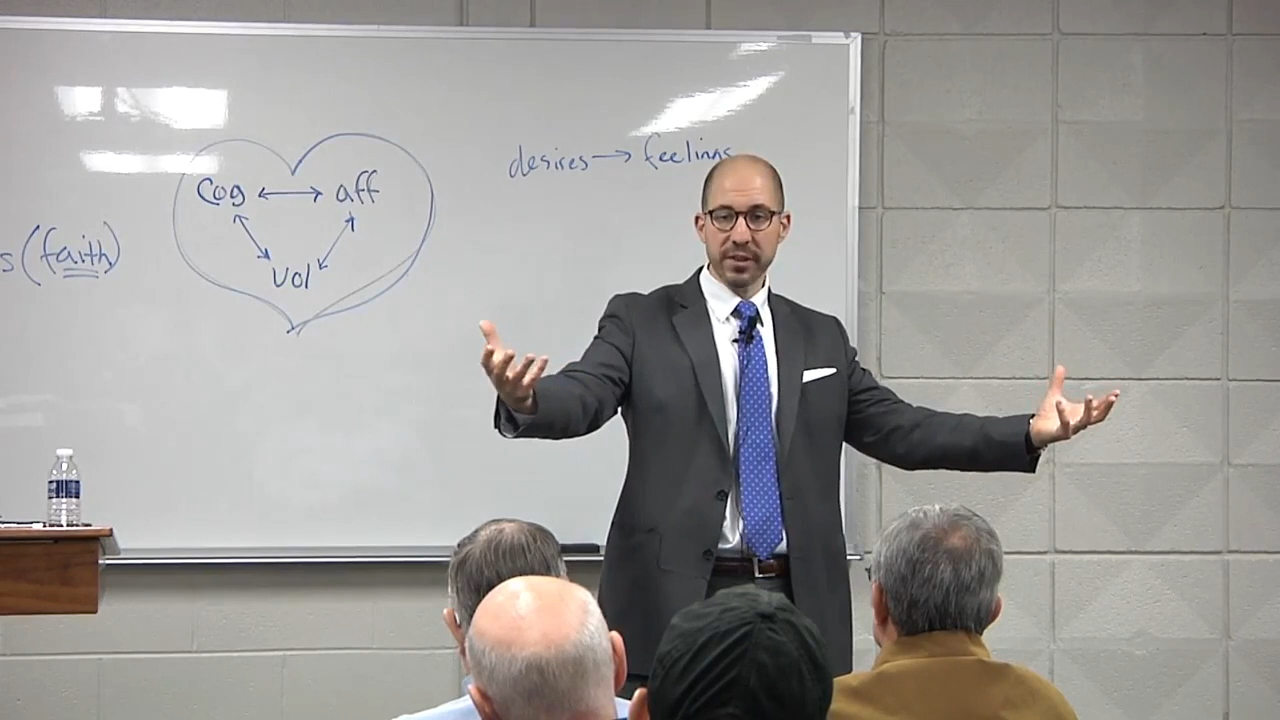 desires → feelings
cog ↔ aff
s (faith)
vol